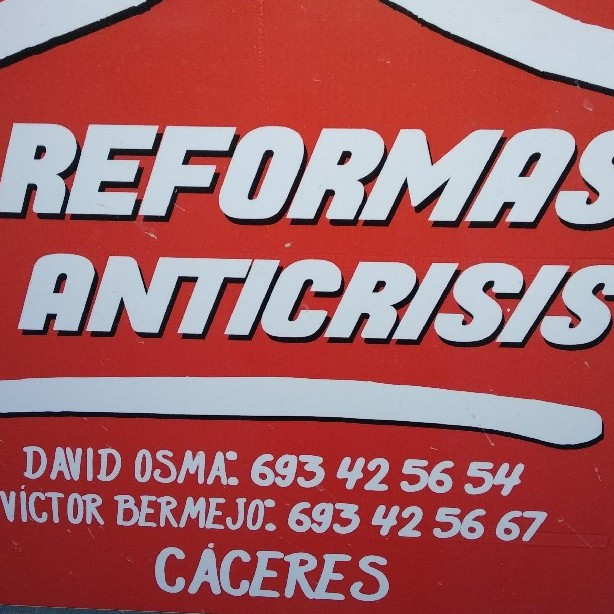 REFORMAS
ANTICRISIS
DAVID OSMA: 693 42 56 54
VÍCTOR BERMEJO: 693 42 56 67
CÁCERES